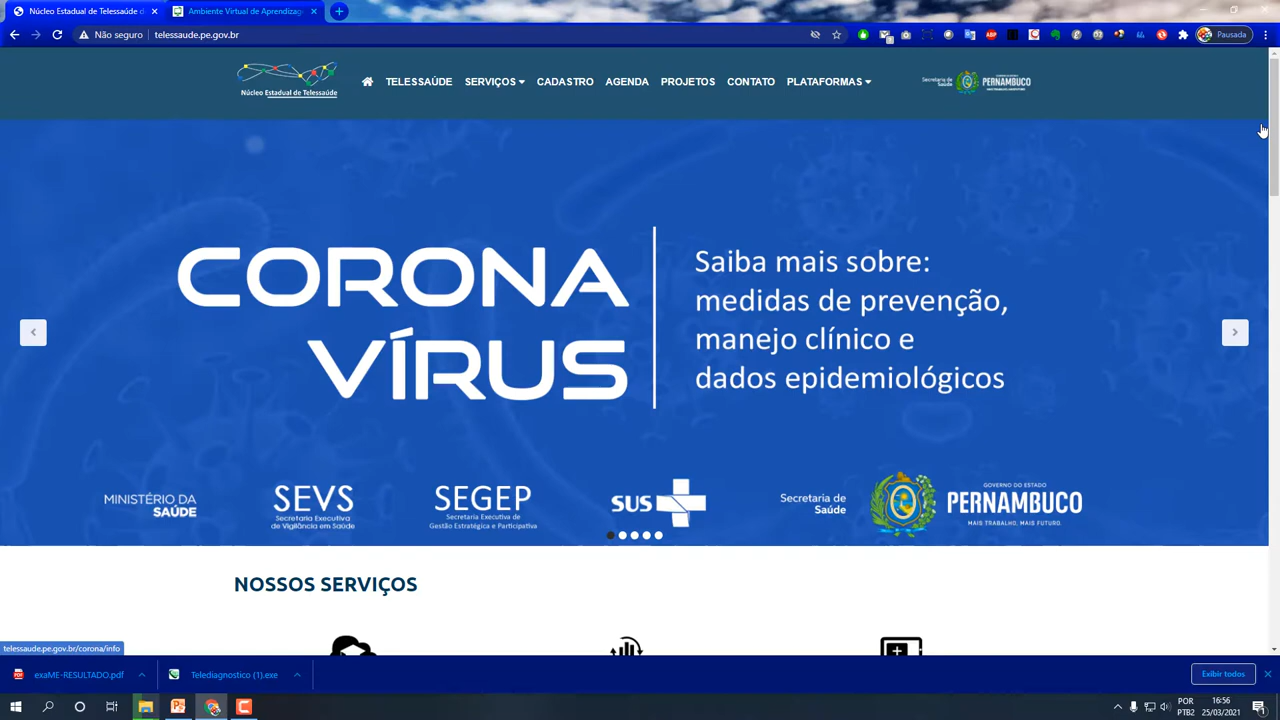 Núcleo Estadual de Telessaúde d
Ambiente Virtual de Aprendizage
Não seguro
telessaude.pe.gov.br
Pausada
Núcleo Estadual de Telessaúde
TELESSAÚDE
SERVIÇOS
CADASTRO
AGENDA
PROJETOS
CONTATO
PLATAFORMAS
Secretaria de
Saúde
PERNAMBUCO
CORONA
VÍRUS
Saiba mais sobre:
medidas de prevenção,
manejo clínico e
dados epidemiológicos
MINISTÉRIO DA
SAÚDE
SEVS
Secretaria Executiva
de Vigilância em Saúde
SEGEP
Secretaria Executiva de
Gestão Estratégica e Participativa
SUS
Secretaria de
Saúde
GOVERNO DO ESTADO
PERNAMBUCO
MAIS TRABALHO, MAIS FUTURO.
NOSSOS SERVIÇOS
telessaude.pe.gov.br/corona/info
exaME-RESULTADO.pdf
Telediagnostico (1).exe
Exibir todos
POR
PTB2
16:56
25/03/2021